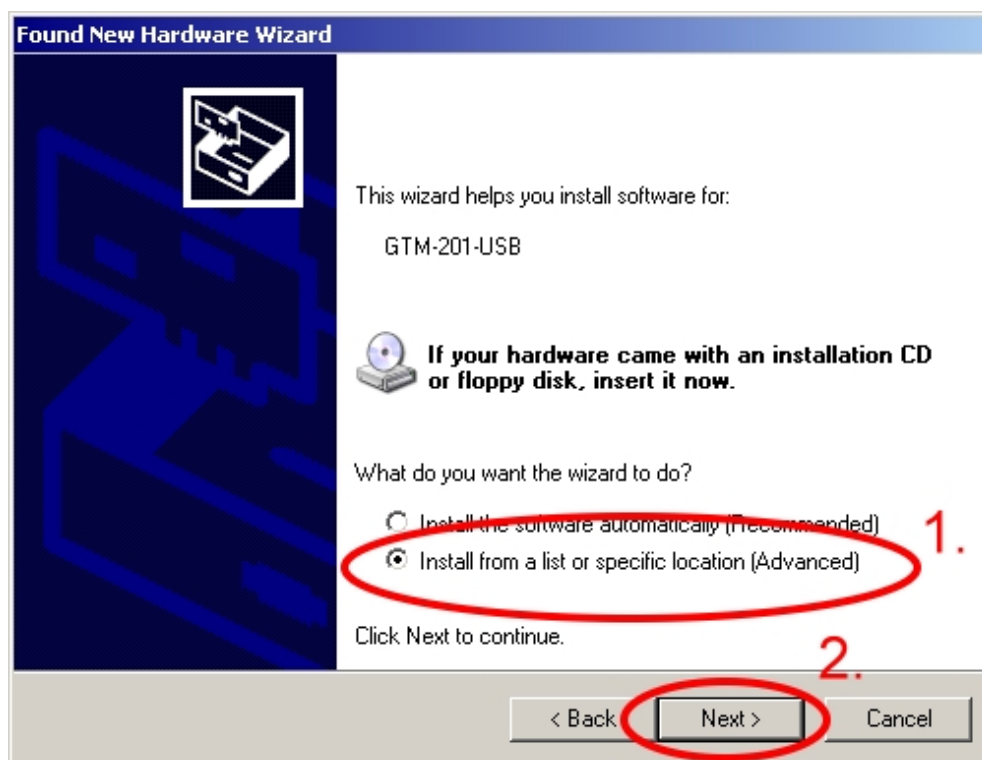 Found New Hardware Wizard
This wizard helps you install software for:
GTM-201-USB
If your hardware came with an installation CD
or floppy disk, insert it now.
What do you want the wizard to do?
Install the software automatically (Recommended)
1.
Install from a list or specific location (Advanced)
Click Next to continue.
2.
< Back
Next >
Cancel